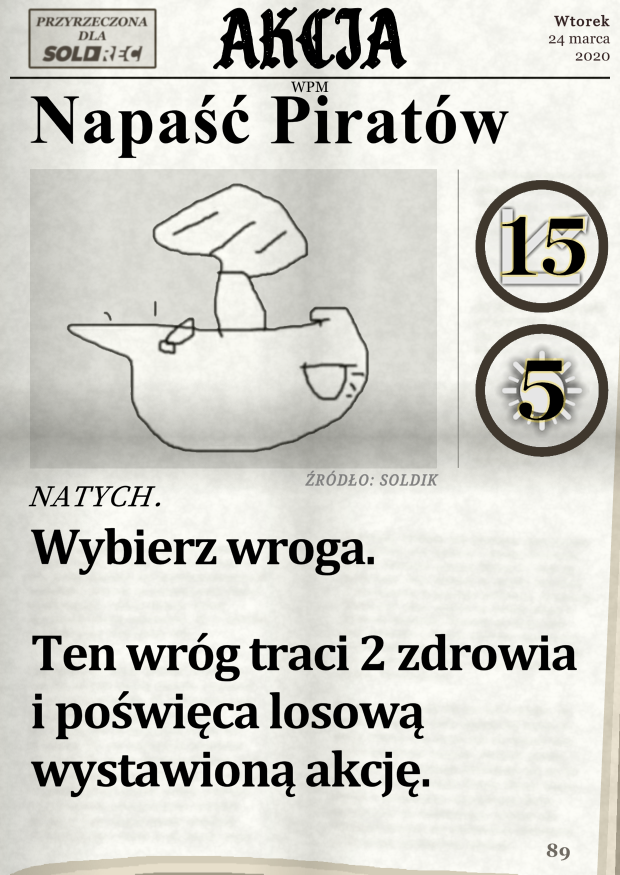 PRZYRZECZONA
DLA
SOLDREC
AKCJA
Wtorek
24 marca
2020
WPM
Napaść Piratów
15
5
ŹRÓDŁO: SOLDIK
NATYCH.
Wybierz wroga.
Ten wróg traci 2 zdrowia
i poświęca losową
wystawioną akcję.
89